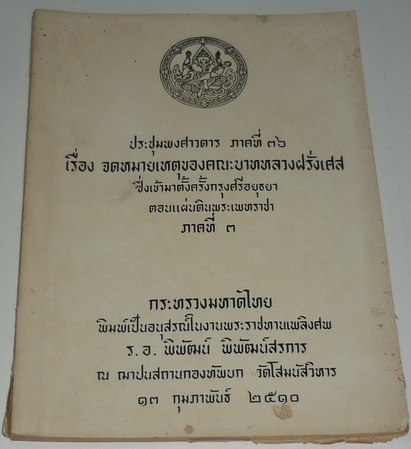 ประชุมพงศาวดาร ภาคที่ ๓๖
เรื่อง จดหมายเหตุของคณะบาทหลวงฝรั่งเศส
ซึ่งเข้ามาตั้งครั้งกรุงศรีอยุธยา
ตอนแผ่นดินพระเพทราชา
ภาคที่ ๓
กระทรวงมหาดไทย
พิมพ์เป็นอนุสรณ์ในงานพระราชทานเพลิงศพ
ร.อ. พิพัฒน์ พิพัฒน์สรการ
ณ ฌาปนสถานกองทัพบก วัดโสมนัสวิหาร
๑๓ กุมภาพันธ์ ๒๕๑๐